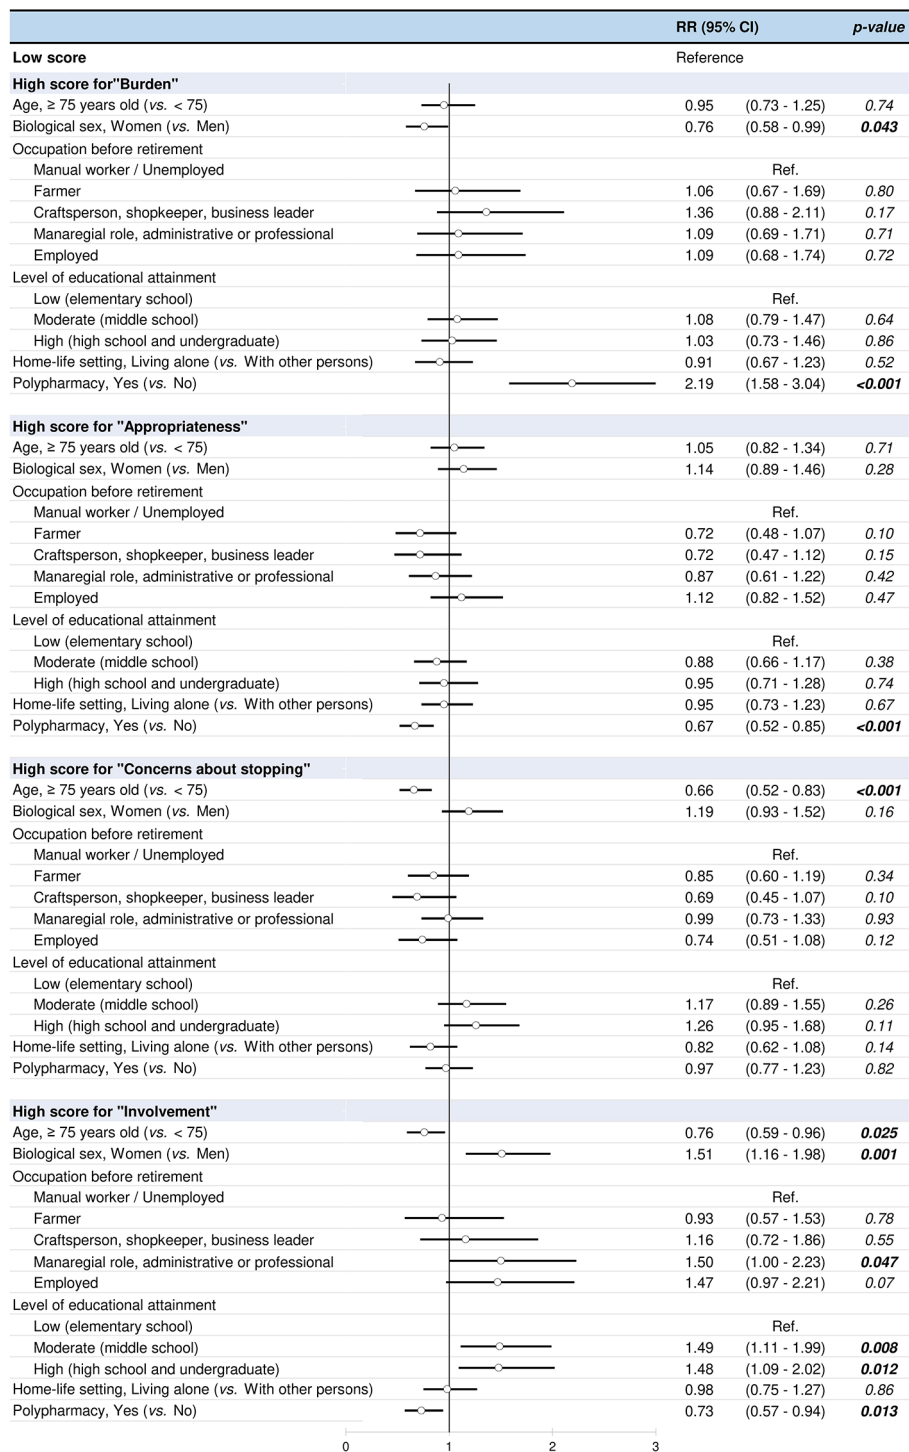 RR (95% CI) p-value
Low score Reference
High score for"Burden"
Age, ≥ 75 years old (vs. < 75) 0.95 (0.73 - 1.25) 0.74
Biological sex, Women (vs. Men) 0.76 (0.58 - 0.99) 0.043
Occupation before retirement
Manual worker / Unemployed Ref.
Farmer 1.06 (0.67 - 1.69) 0.80
Craftsperson, shopkeeper, business leader 1.36 (0.88 - 2.11) 0.17
Manaregial role, administrative or professional 1.09 (0.69 - 1.71) 0.71
Employed 1.09 (0.68 - 1.74) 0.72
Level of educational attainment
Low (elementary school) Ref.
Moderate (middle school) 1.08 (0.79 - 1.47) 0.64
High (high school and undergraduate) 1.03 (0.73 - 1.46) 0.86
Home-life setting, Living alone (vs. With other persons) 0.91 (0.67 - 1.23) 0.52
Polypharmacy, Yes (vs. No) 2.19 (1.58 - 3.04) <0.001
High score for "Appropriateness"
Age, ≥ 75 years old (vs. < 75) 1.05 (0.82 - 1.34) 0.71
Biological sex, Women (vs. Men) 1.14 (0.89 - 1.46) 0.28
Occupation before retirement
Manual worker / Unemployed Ref.
Farmer 0.72 (0.48 - 1.07) 0.10
Craftsperson, shopkeeper, business leader 0.72 (0.47 - 1.12) 0.15
Manaregial role, administrative or professional 0.87 (0.61 - 1.22) 0.42
Employed 1.12 (0.82 - 1.52) 0.47
Level of educational attainment
Low (elementary school) Ref.
Moderate (middle school) 0.88 (0.66 - 1.17) 0.38
High (high school and undergraduate) 0.95 (0.71 - 1.28) 0.74
Home-life setting, Living alone (vs. With other persons) 0.95 (0.73 - 1.23) 0.67
Polypharmacy, Yes (vs. No) 0.67 (0.52 - 0.85) <0.001
High score for "Concerns about stopping"
Age, ≥ 75 years old (vs. < 75) 0.66 (0.52 - 0.83) <0.001
Biological sex, Women (vs. Men) 1.19 (0.93 - 1.52) 0.16
Occupation before retirement
Manual worker / Unemployed Ref.
Farmer 0.85 (0.60 - 1.19) 0.34
Craftsperson, shopkeeper, business leader 0.69 (0.45 - 1.07) 0.10
Manaregial role, administrative or professional 0.99 (0.73 - 1.33) 0.93
Employed 0.74 (0.51 - 1.08) 0.12
Level of educational attainment
Low (elementary school) Ref.
Moderate (middle school) 1.17 (0.89 - 1.55) 0.26
High (high school and undergraduate) 1.26 (0.95 - 1.68) 0.11
Home-life setting, Living alone (vs. With other persons) 0.82 (0.62 - 1.08) 0.14
Polypharmacy, Yes (vs. No) 0.97 (0.77 - 1.23) 0.82
High score for "Involvement"
Age, ≥ 75 years old (vs. < 75) 0.76 (0.59 - 0.96) 0.025
Biological sex, Women (vs. Men) 1.51 (1.16 - 1.98) 0.001
Occupation before retirement
Manual worker / Unemployed Ref.
Farmer 0.93 (0.57 - 1.53) 0.78
Craftsperson, shopkeeper, business leader 1.16 (0.72 - 1.86) 0.55
Manaregial role, administrative or professional 1.50 (1.00 - 2.23) 0.047
Employed 1.47 (0.97 - 2.21) 0.07
Level of educational attainment
Low (elementary school) Ref.
Moderate (middle school) 1.49 (1.11 - 1.99) 0.008
High (high school and undergraduate) 1.48 (1.09 - 2.02) 0.012
Home-life setting, Living alone (vs. With other persons) 0.98 (0.75 - 1.27) 0.86
Polypharmacy, Yes (vs. No) 0.73 (0.57 - 0.94) 0.013
0 1 2 3